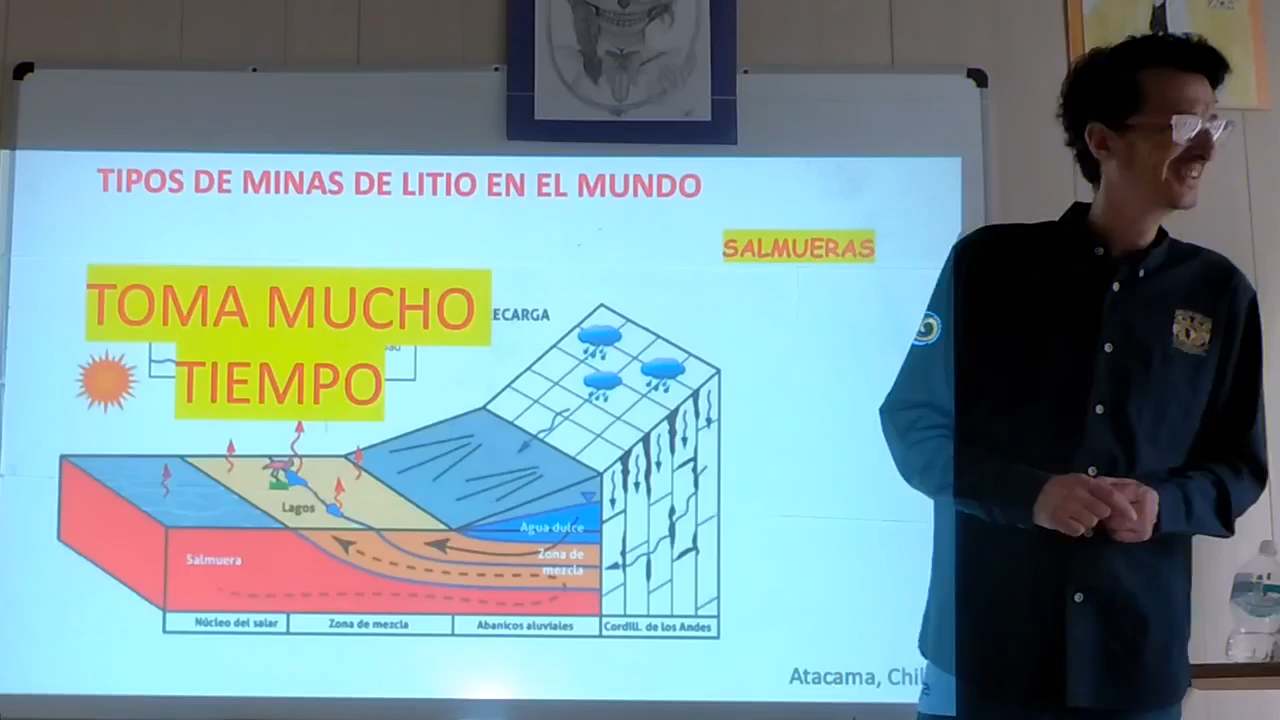 TIPOS DE MINAS DE LITIO EN EL MUNDO
SALMUERAS
TOMA MUCHO
TIEMPO
ECARGA
Lagos
Agua dulce
Zona de
mezcla
Salmuera
Núcleo del salar
Zona de mezcla
Abanicos aluviales
Cordill. de los Andes
Atacama, Chile